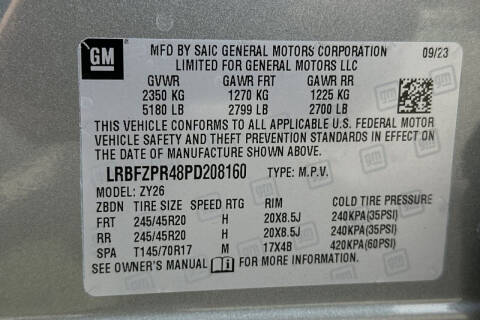 GM
MFD BY SAIC GENERAL MOTORS CORPORATION 09/23
LIMITED FOR GENERAL MOTORS LLC
GVWR GAWR FRT GAWR RR
2350 KG 1270 KG 1225 KG
5180 LB 2799 LB 2700 LB
THIS VEHICLE CONFORMS TO ALL APPLICABLE U.S. FEDERAL MOTOR
VEHICLE SAFETY AND THEFT PREVENTION STANDARDS IN EFFECT ON
THE DATE OF MANUFACTURE SHOWN ABOVE.
LRBFZPR48PD208160 TYPE: M.P.V.
MODEL: ZY26
ZBDN TIRE SIZE SPEED RTG RIM COLD TIRE PRESSURE
FRT 245/45R20 H 20X8.5J 240KPA(35PSI)
RR 245/45R20 H 20X8.5J 240KPA(35PSI)
SPA T145/70R17 M 17X4B 420KPA(60PSI)
SEE OWNER'S MANUAL FOR MORE INFORMATION.